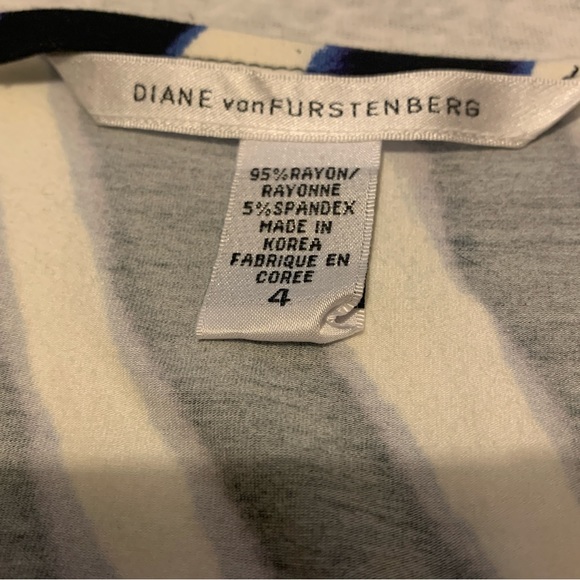 DIANE vonFURSTENBERG
95%RAYON/
RAYONNE
5%SPANDEX
MADE IN
KOREA
FABRIQUE EN
COREE
4